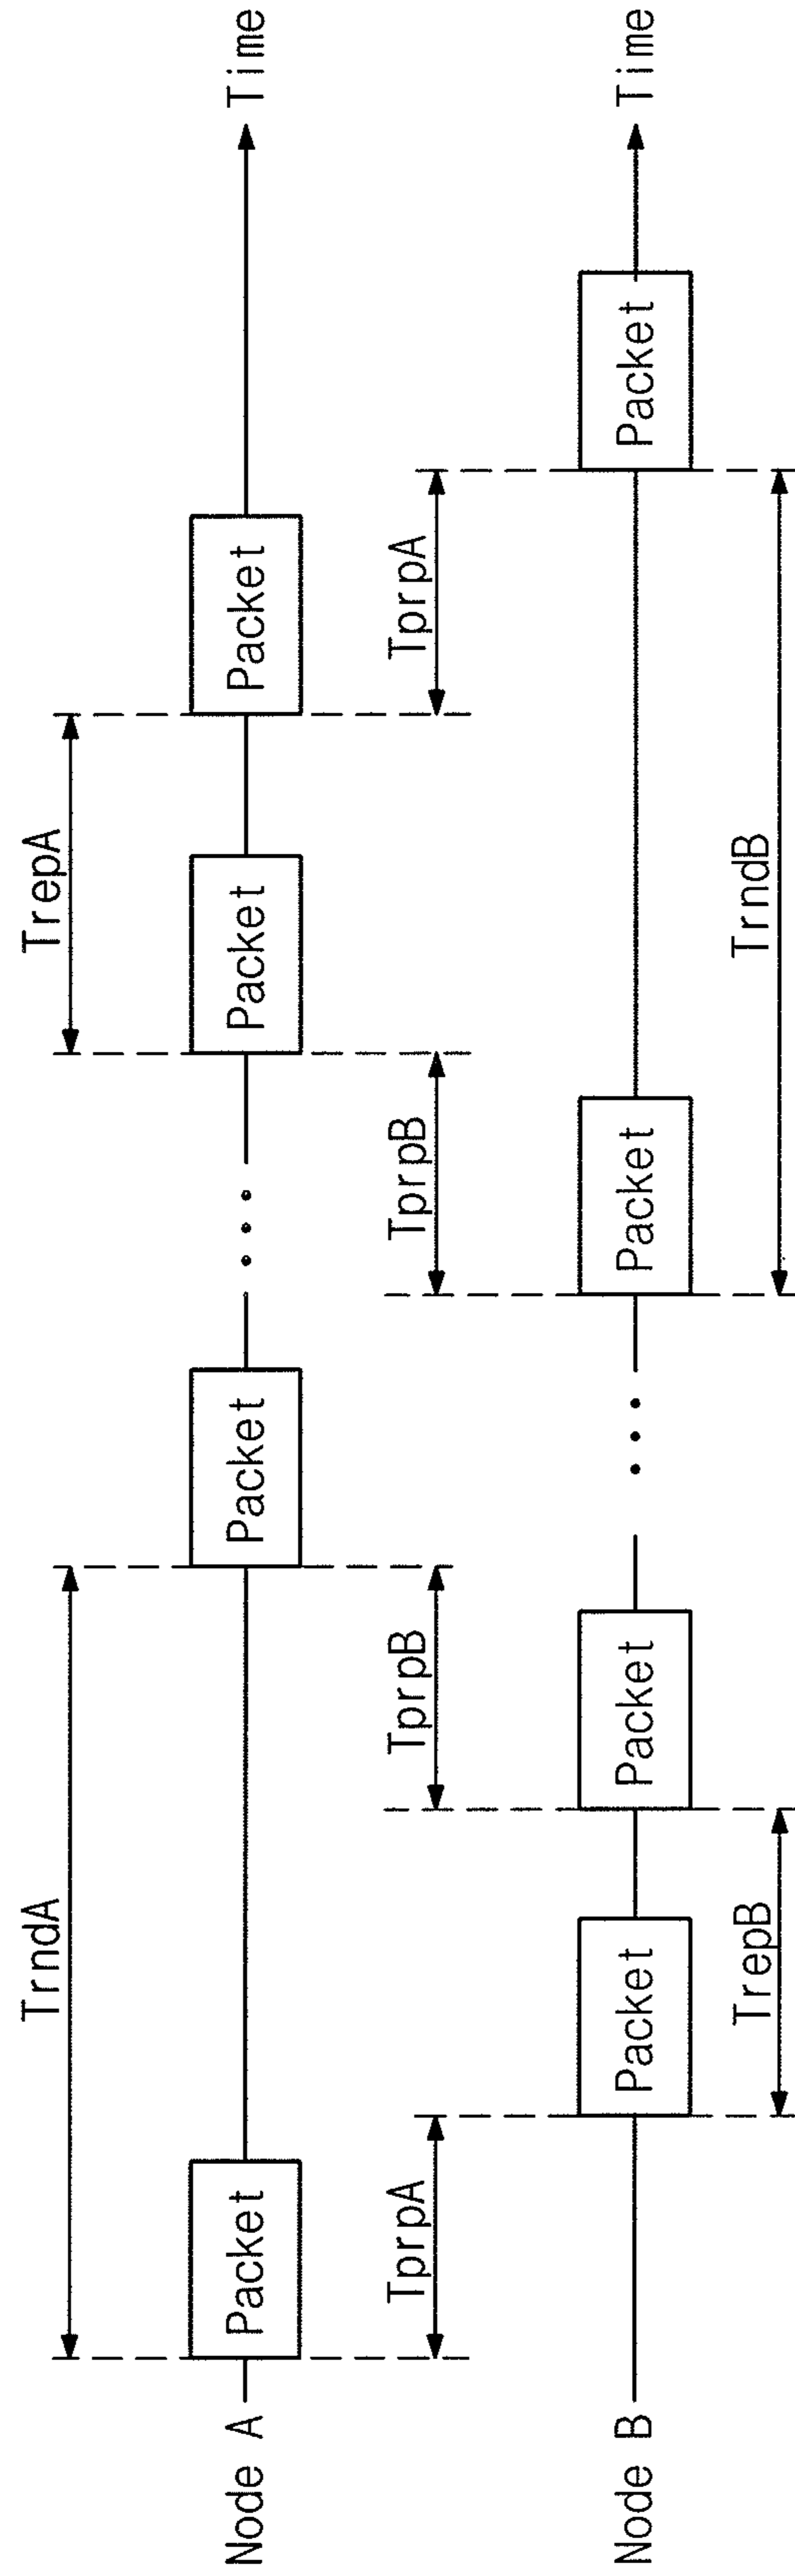 TrndA
TrepA
Node A
Packet
Packet
Packet
Packet
Time
TprpA
TprpB
TprpB
TprpA
Node B
Packet
Packet
Packet
Packet
Time
TrepB
TrndB